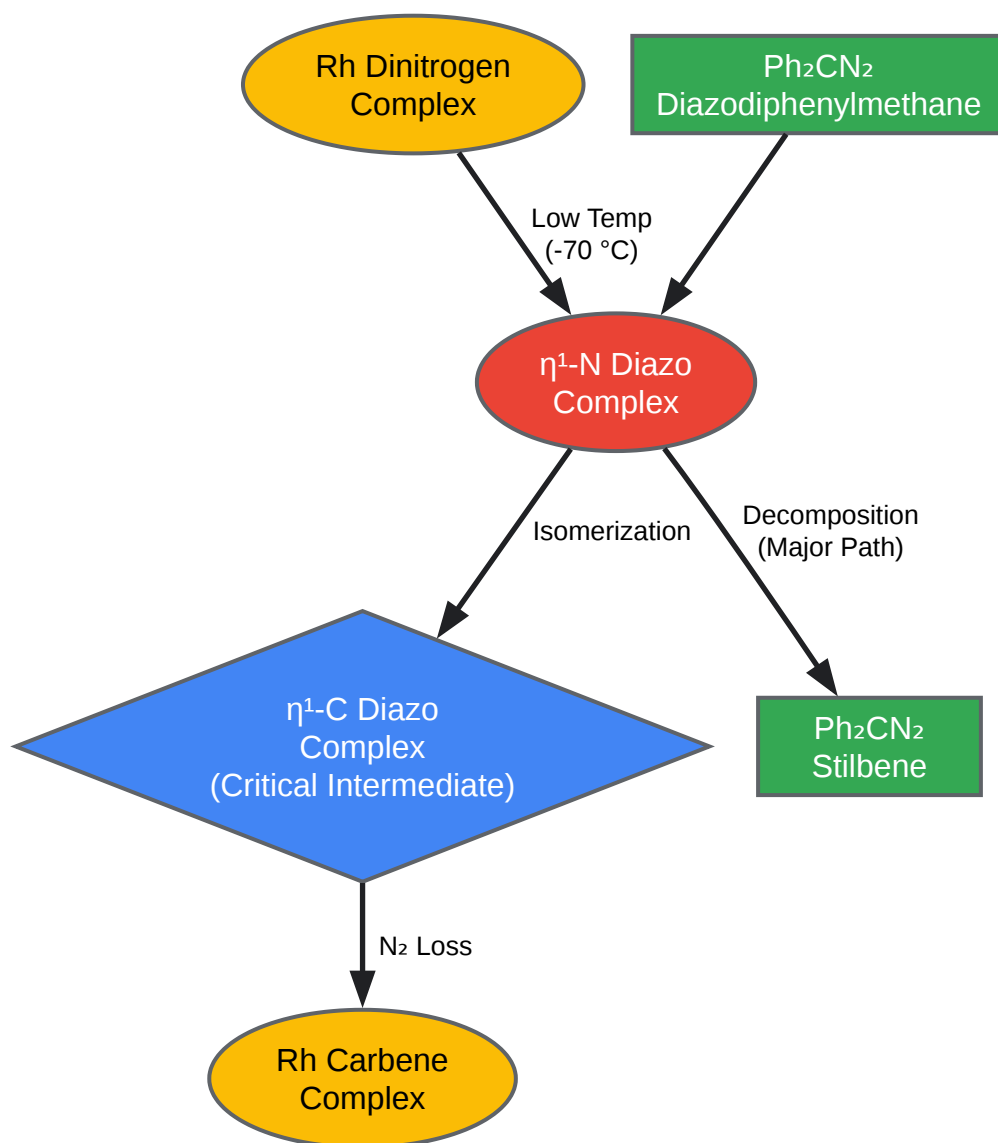 Rh Dinitrogen
Complex
Ph₂CN₂
Diazodiphenylmethane
Low Temp
(-70 °C)
η¹-N Diazo
Complex
Isomerization
Decomposition
(Major Path)
η¹-C Diazo
Complex
(Critical Intermediate)
Ph₂CN₂
Stilbene
N₂ Loss
Rh Carbene
Complex